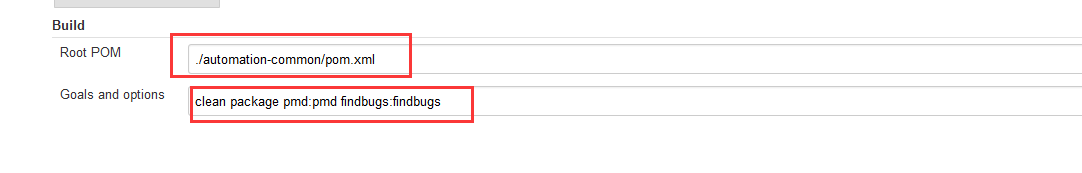 Build
Root POM
./automation-common/pom.xml
Goals and options
clean package pmd:pmd findbugs:findbugs